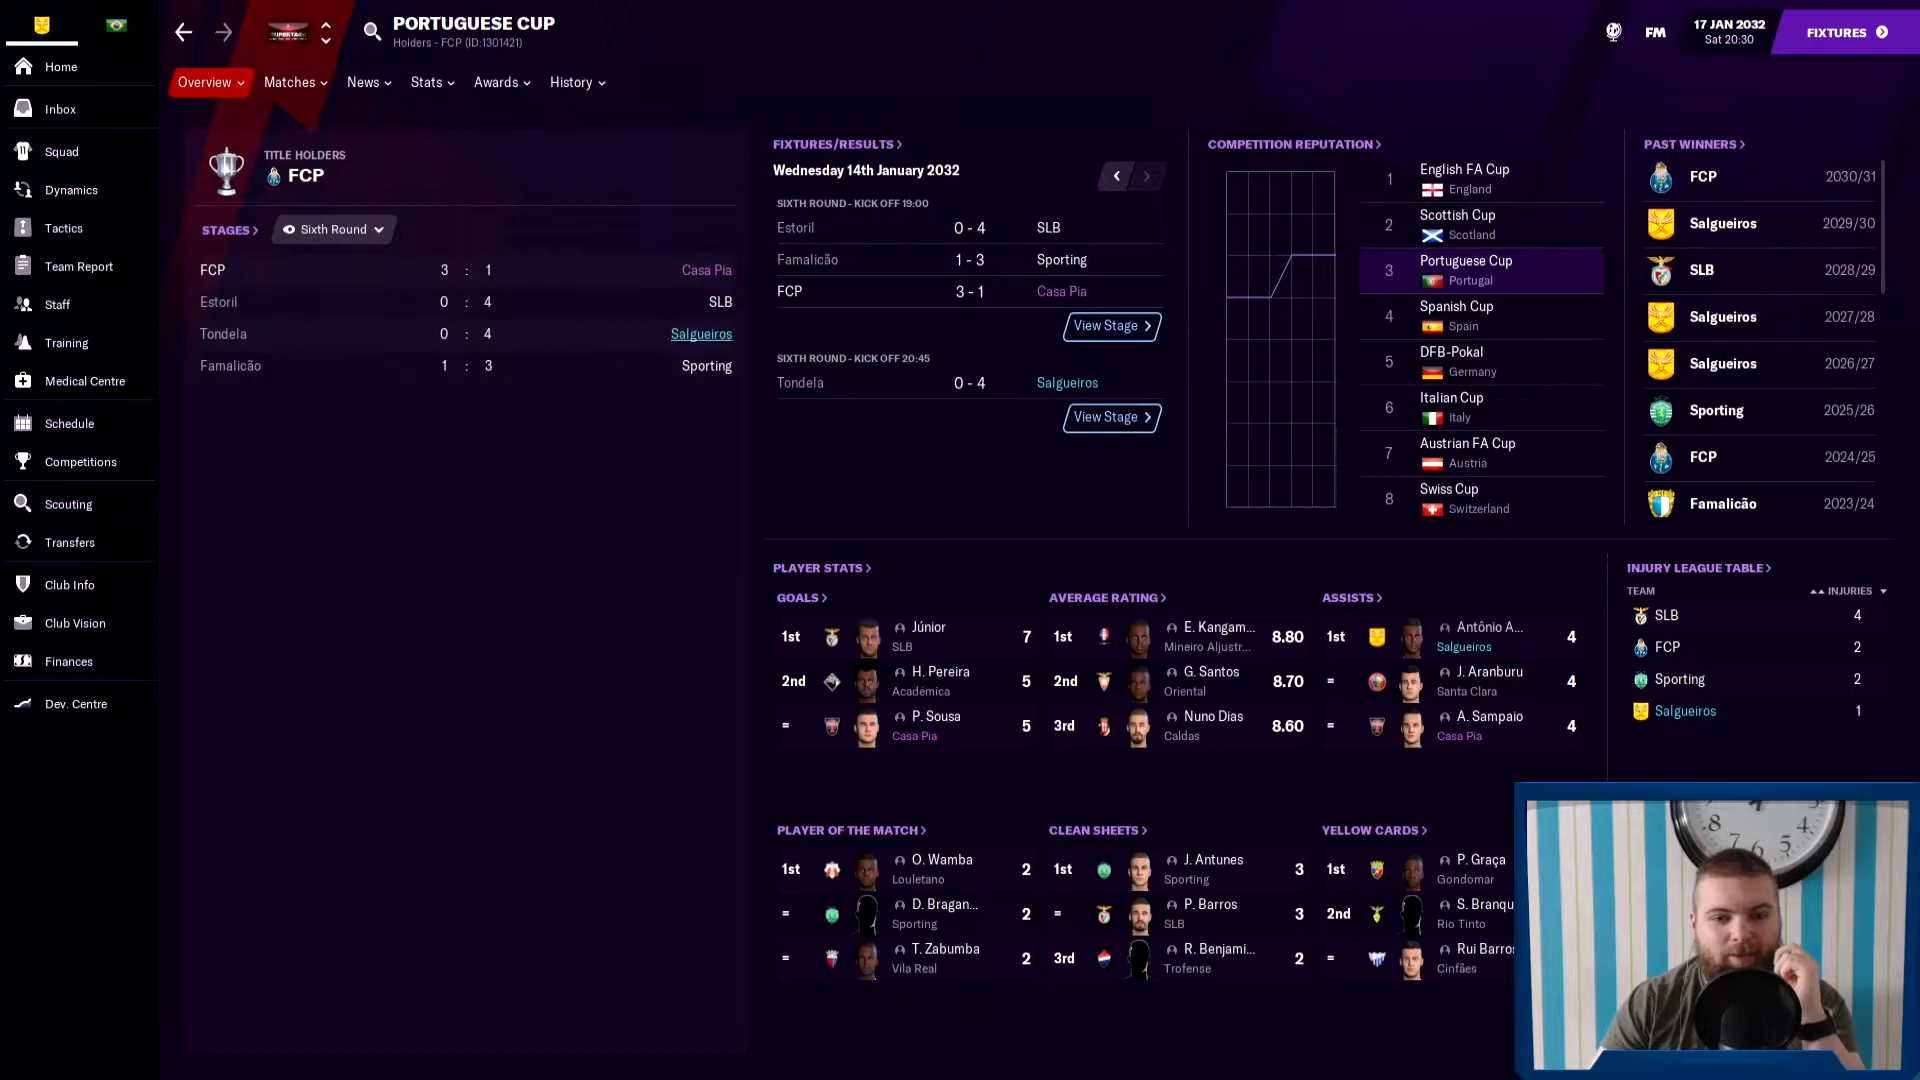 PORTUGUESE CUP
Holders - FCP (ID:1301421)
FM
17 JAN 2032
Sat 20:30
FIXTURES
Home
Inbox
Squad
Dynamics
Tactics
Team Report
Staff
Training
Medical Centre
Schedule
Competitions
Scouting
Transfers
Club Info
Club Vision
Finances
Dev. Centre
Overview Matches News Stats Awards History
TITLE HOLDERS
FCP
STAGES Sixth Round
FCP 3 : 1 Casa Pia
Estoril 0 : 4 SLB
Tondela 0 : 4 Salgueiros
Famalicão 1 : 3 Sporting
FIXTURES/RESULTS
Wednesday 14th January 2032
SIXTH ROUND - KICK OFF 19:00
Estoril 0 - 4 SLB
Famalicão 1 - 3 Sporting
FCP 3 - 1 Casa Pia
View Stage
SIXTH ROUND - KICK OFF 20:45
Tondela 0 - 4 Salgueiros
View Stage
COMPETITION REPUTATION
1 English FA Cup
England
2 Scottish Cup
Scotland
3 Portuguese Cup
Portugal
4 Spanish Cup
Spain
5 DFB-Pokal
Germany
6 Italian Cup
Italy
7 Austrian FA Cup
Austria
8 Swiss Cup
Switzerland
PAST WINNERS
FCP 2030/31
Salgueiros 2029/30
SLB 2028/29
Salgueiros 2027/28
Salgueiros 2026/27
Sporting 2025/26
FCP 2024/25
Famalicão 2023/24
PLAYER STATS
GOALS
1st Júnior 7
SLB
2nd H. Pereira 5
Académica
= P. Sousa 5
Casa Pia
AVERAGE RATING
1st E. Kangam... 8.80
Mineiro Aljustr...
2nd G. Santos 8.70
Oriental
3rd Nuno Dias 8.60
Caldas
ASSISTS
1st Antônio A... 4
Salgueiros
= J. Aranburu 4
Santa Clara
= A. Sampaio 4
Casa Pia
INJURY LEAGUE TABLE
TEAM INJURIES
SLB 4
FCP 2
Sporting 2
Salgueiros 1
PLAYER OF THE MATCH
1st O. Wamba 2
Louletano
= D. Bragan... 2
Sporting
= T. Zabumba 2
Vila Real
CLEAN SHEETS
1st J. Antunes 3
Sporting
= P. Barros 3
SLB
3rd R. Benjami... 2
Trofense
YELLOW CARDS
1st P. Graça
Gondomar
2nd S. Branqu
Rio Tinto
= Rui Barros
Cinfães
8 7 6 5 4